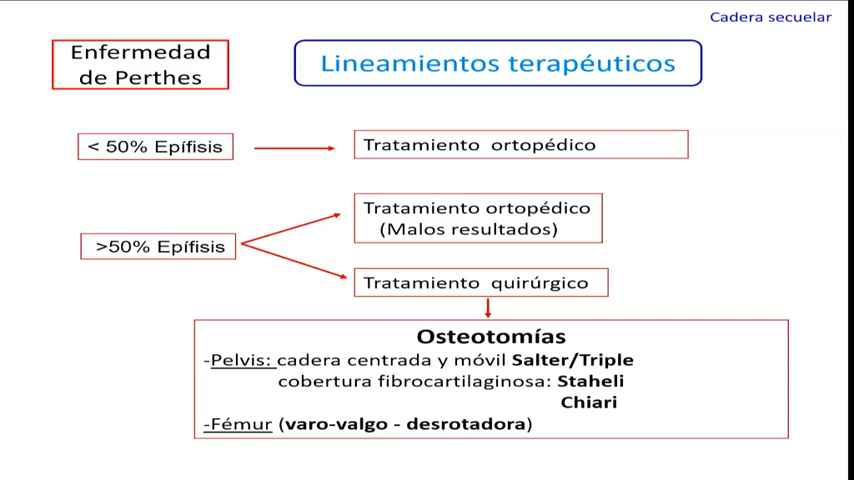 Cadera secuelar
Enfermedad
de Perthes
Lineamientos terapéuticos
< 50% Epífisis
Tratamiento ortopédico
Tratamiento ortopédico
(Malos resultados)
>50% Epífisis
Tratamiento quirúrgico
Osteotomías
-Pelvis: cadera centrada y móvil Salter/Triple
cobertura fibrocartilaginosa: Staheli
Chiari
-Fémur (varo-valgo - desrotadora)